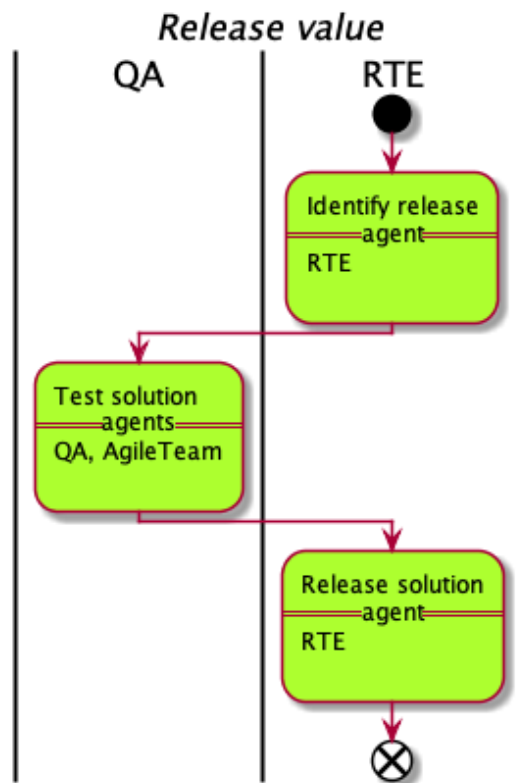 Release value
QA
RTE
Identify release
agent
RTE
Test solution
agents
QA, AgileTeam
Release solution
agent
RTE